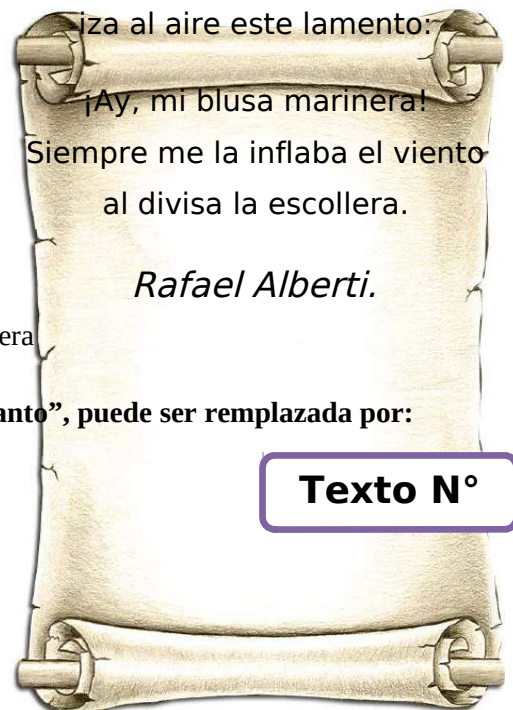 iza al aire este lamento:
¡Ay, mi blusa marinera!
Siempre me la inflaba el viento
al divisa la escollera.
Rafael Alberti.
era
anto”, puede ser remplazada por:
Texto N°